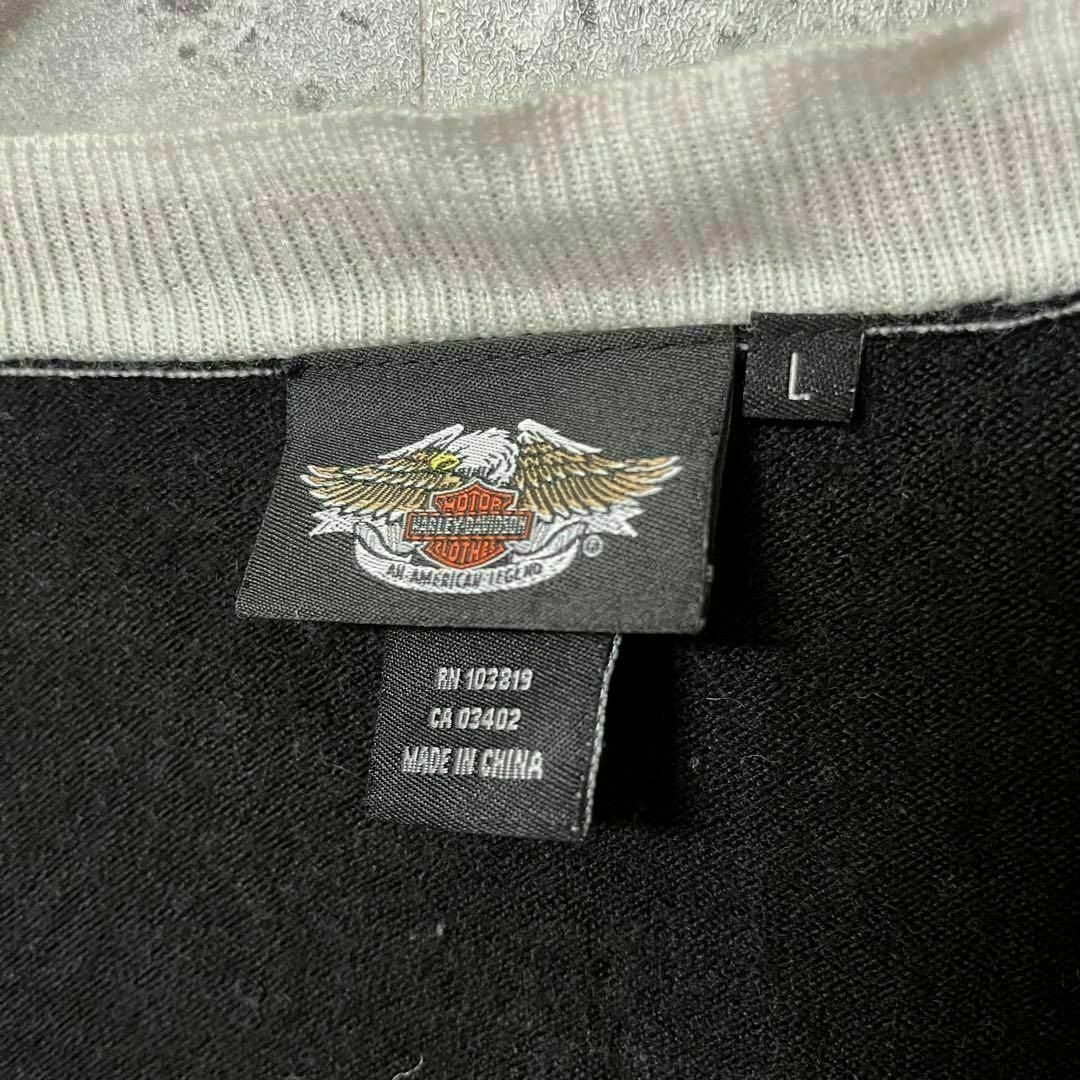 L
MOTOR
HARLEY-DAVIDSON
CLOTHES
®
AN AMERICAN LEGEND
RN 103819
CA 03402
MADE IN CHINA